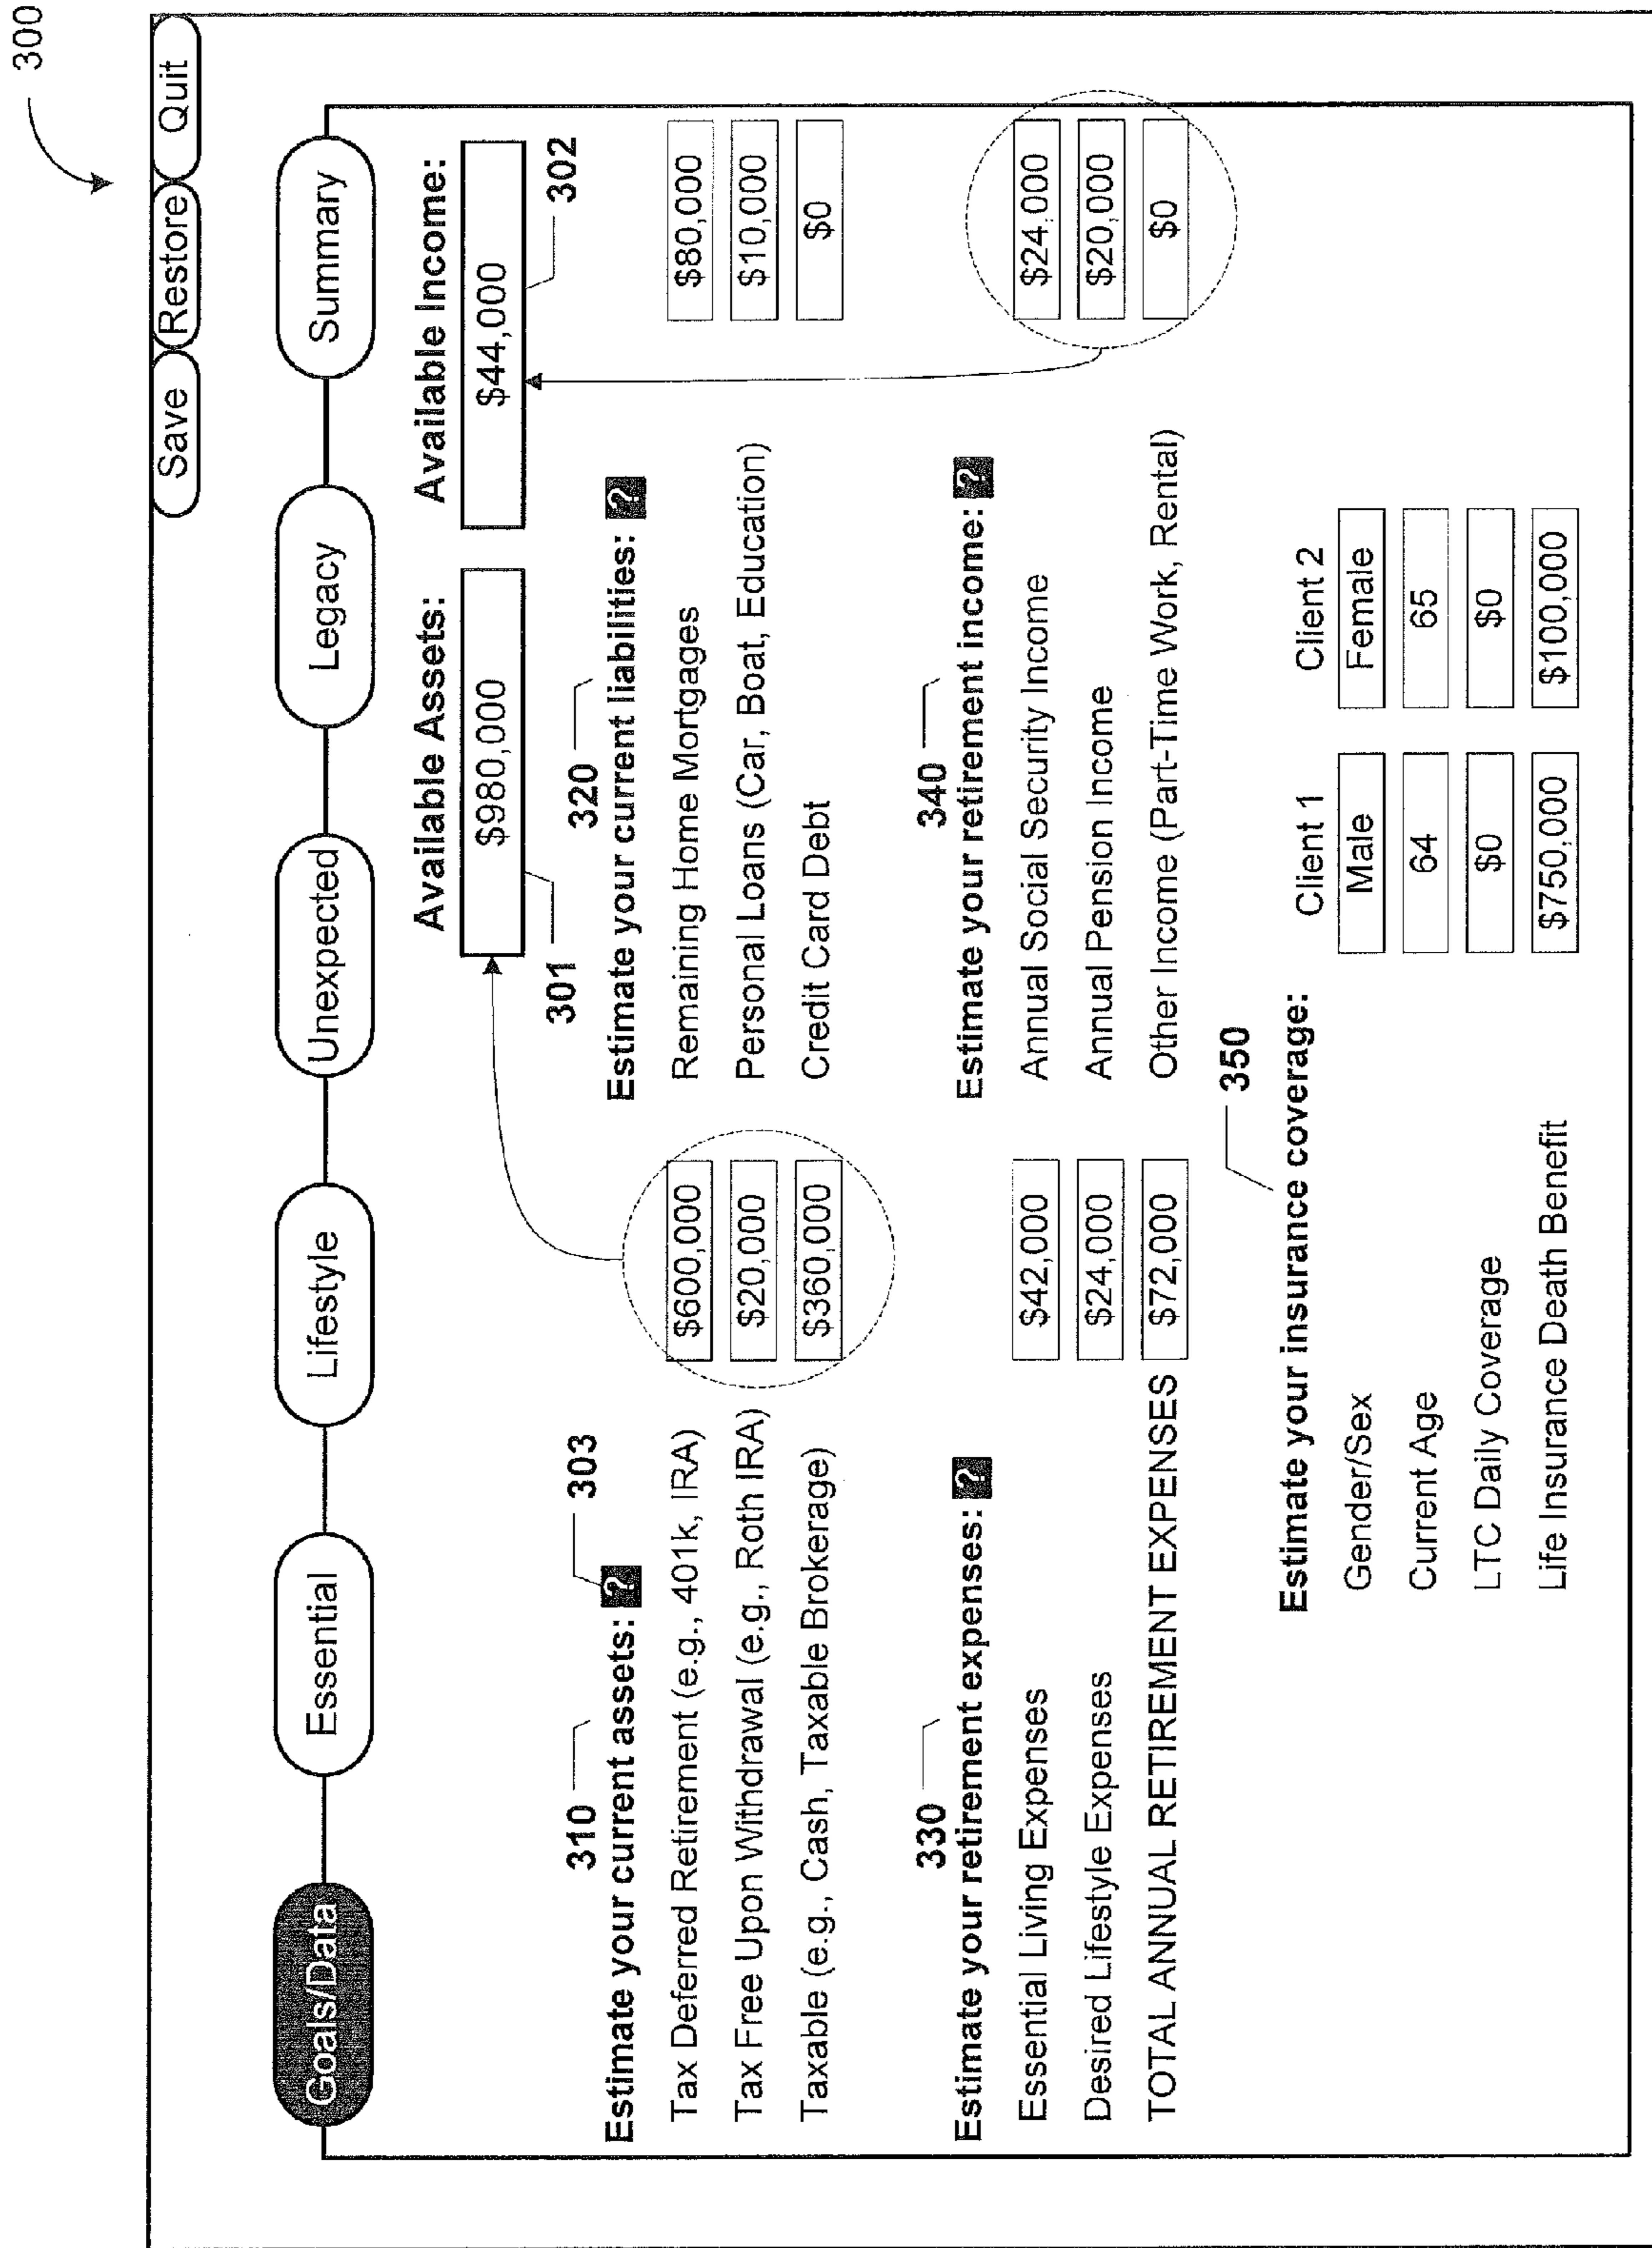 300
Save Restore Quit
Goals/Data Essential Lifestyle Unexpected Legacy Summary
Available Assets: Available Income:
$980,000 $44,000
301 302
310 303 320
Estimate your current assets: ? Estimate your current liabilities: ?
Tax Deferred Retirement (e.g., 401k, IRA) $600,000 Remaining Home Mortgages $80,000
Tax Free Upon Withdrawal (e.g., Roth IRA) $20,000 Personal Loans (Car, Boat, Education) $10,000
Taxable (e.g., Cash, Taxable Brokerage) $360,000 Credit Card Debt $0
330 340
Estimate your retirement expenses: ? Estimate your retirement income: ?
Essential Living Expenses $42,000 Annual Social Security Income $24,000
Desired Lifestyle Expenses $24,000 Annual Pension Income $20,000
TOTAL ANNUAL RETIREMENT EXPENSES $72,000 Other Income (Part-Time Work, Rental) $0
350
Estimate your insurance coverage: Client 1 Client 2
Gender/Sex Male Female
Current Age 64 65
LTC Daily Coverage $0 $0
Life Insurance Death Benefit $750,000 $100,000